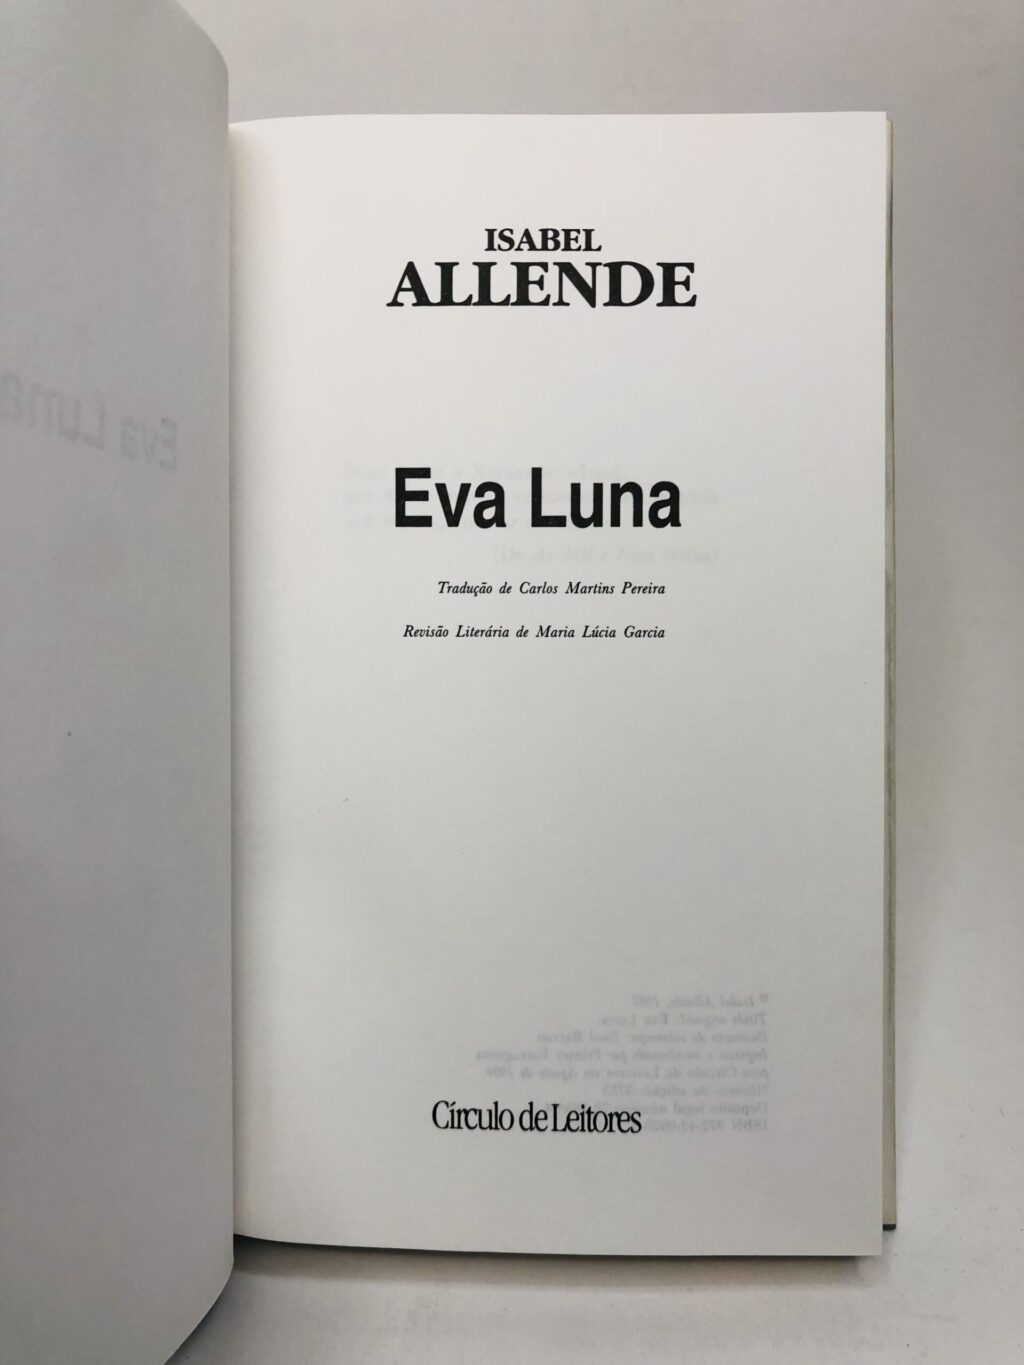 ISABEL
ALLENDE
Eva Luna
Tradução de Carlos Martins Pereira
Revisão Literária de Maria Lúcia Garcia
Círculo de Leitores